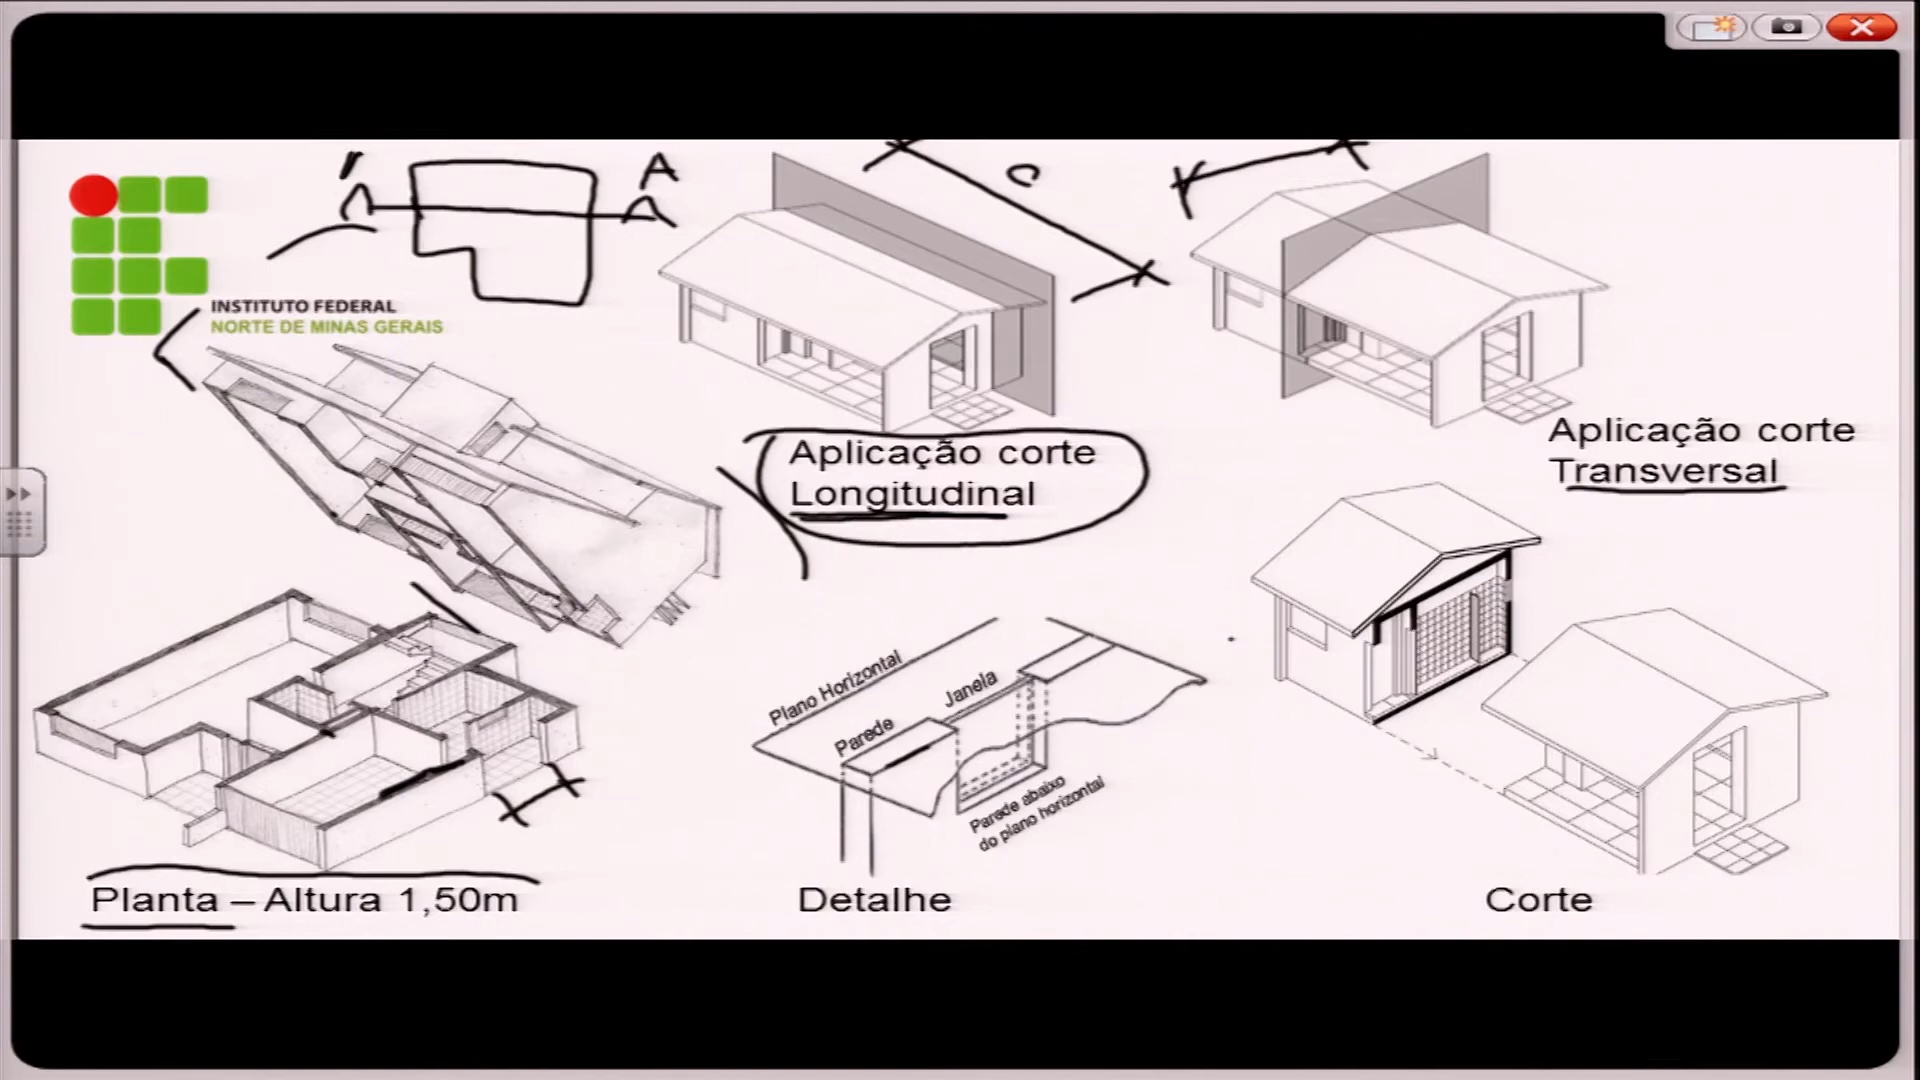 A
C
INSTITUTO FEDERAL
NORTE DE MINAS GERAIS
Aplicação corte
Longitudinal
Aplicação corte
Transversal
Plano Horizontal
Janela
Parede
Parede abaixo
do plano horizontal
Planta – Altura 1,50m
Detalhe
Corte